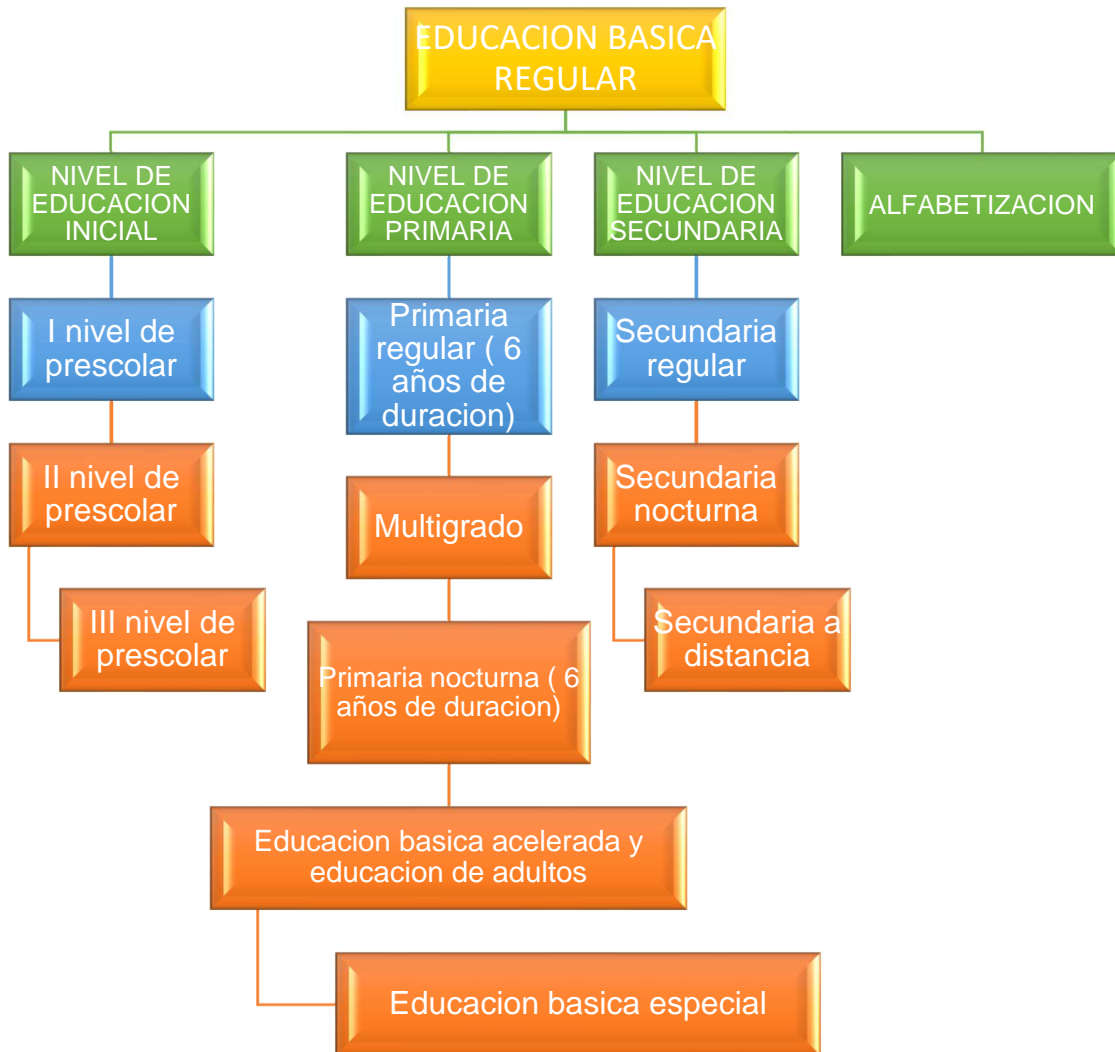 EDUCACION BASICA
REGULAR
NIVEL DE
EDUCACION
INICIAL
NIVEL DE
EDUCACION
PRIMARIA
NIVEL DE
EDUCACION
SECUNDARIA
ALFABETIZACION
I nivel de
prescolar
Primaria
regular ( 6
años de
duracion)
Secundaria
regular
II nivel de
prescolar
Multigrado
Secundaria
nocturna
III nivel de
prescolar
Secundaria a
distancia
Primaria nocturna ( 6
años de duracion)
Educacion basica acelerada y
educacion de adultos
Educacion basica especial